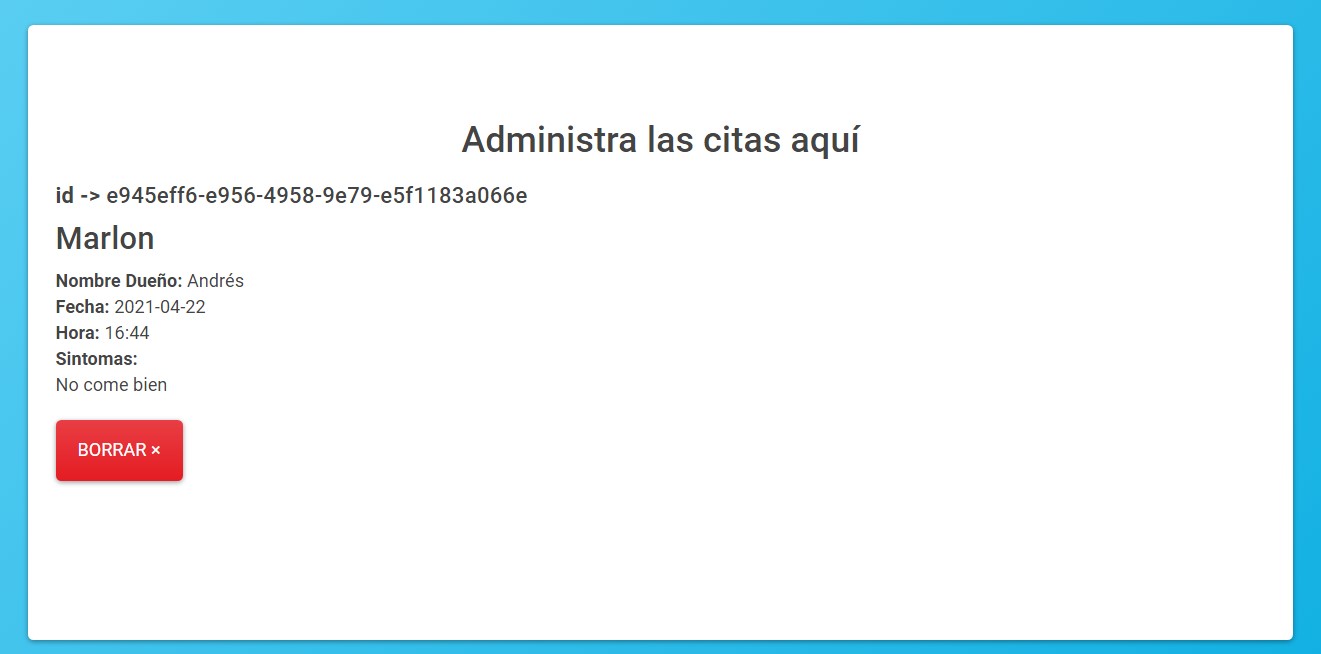 Administra las citas aquí
id -> e945eff6-e956-4958-9e79-e5f1183a066e
Marlon
Nombre Dueño: Andrés
Fecha: 2021-04-22
Hora: 16:44
Sintomas:
No come bien
BORRAR ×